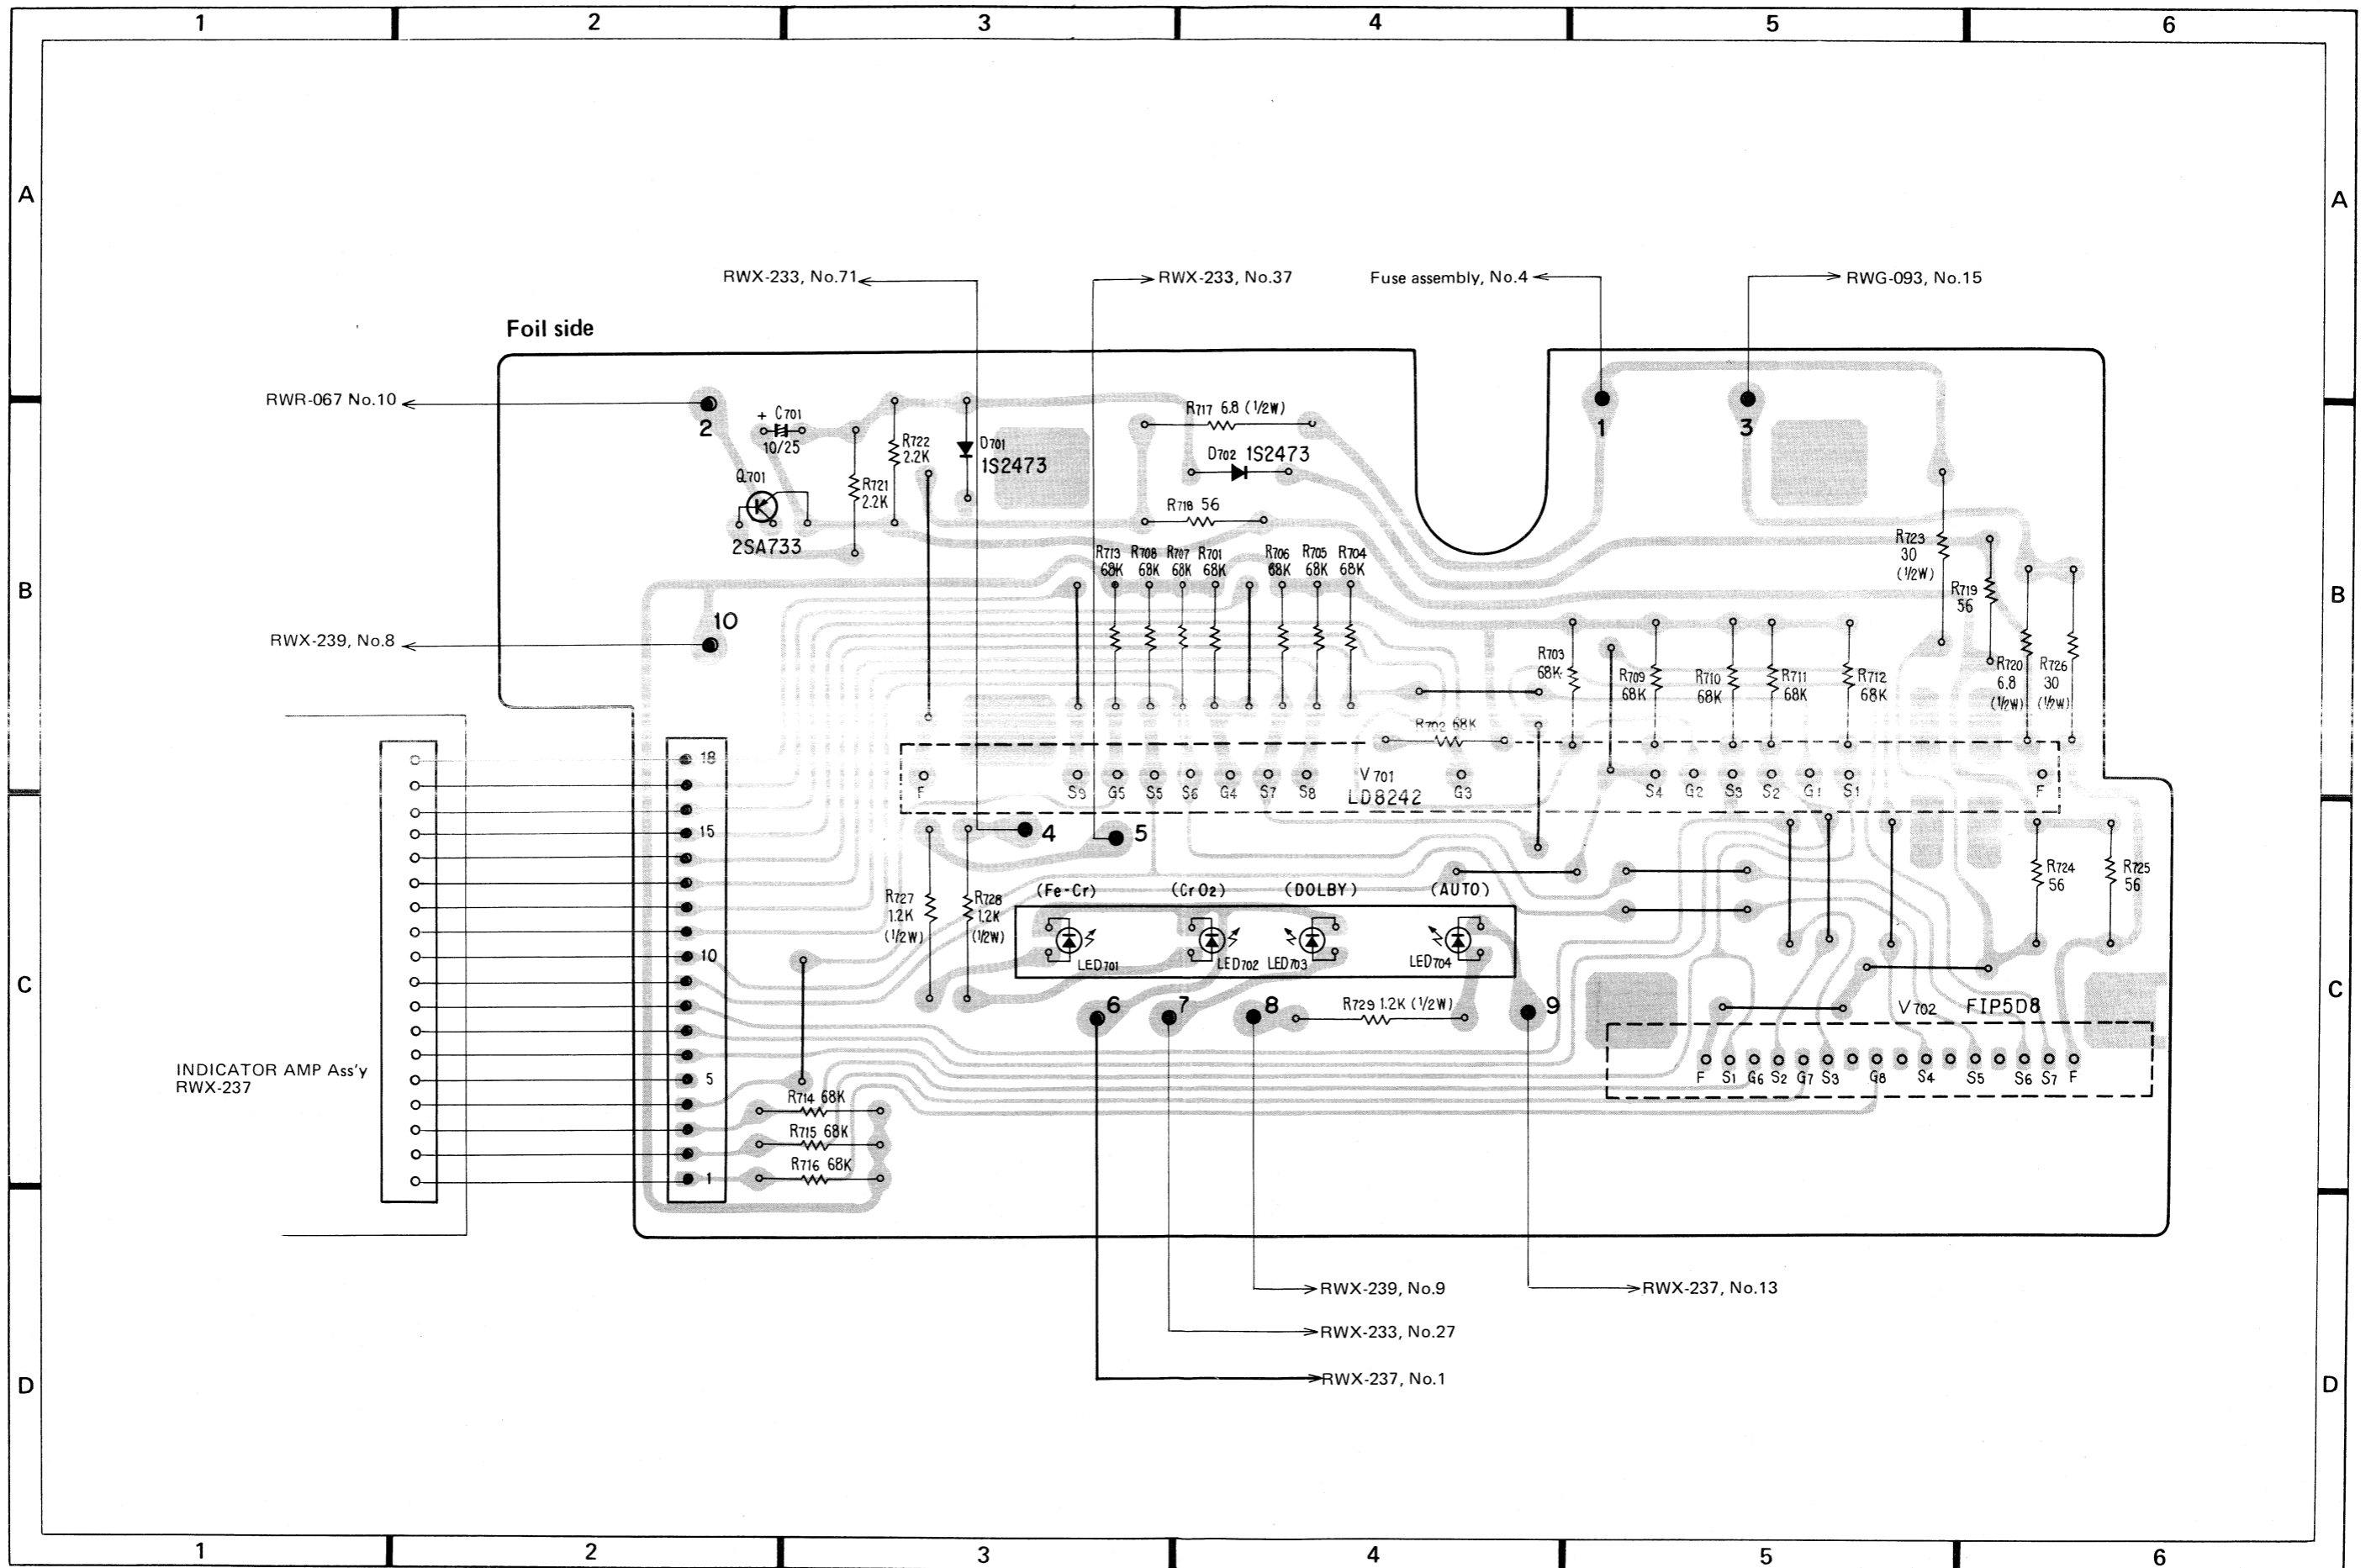 1 2 3 4 5 6
A A
RWX-233, No.71
RWX-233, No.37
Fuse assembly, No.4
RWG-093, No.15
Foil side
RWR-067 No.10
2
+ C701
10/25
R722
2.2K
D701
1S2473
R717 6.8 (1/2W)
D702 1S2473
1
3
Q701
2SA733
R721
2.2K
R718 56
R713
68K
R708
68K
R707
68K
R701
68K
R706
68K
R705
68K
R704
68K
R723
30
(1/2W)
R719
56
B B
10
RWX-239, No.8
R703
68K
R709
68K
R710
68K
R711
68K
R712
68K
R720
6.8
(1/2W)
R726
30
(1/2W)
R702 68K
18
F S9 G5 S5 S6 G4 S7 S8
V701
LD8242
G3 S4 G2 S3 S2 G1 S1 F
15
4
5
R727
1.2K
(1/2W)
R728
1.2K
(1/2W)
(Fe-Cr) (CrO2) (DOLBY) (AUTO)
R724
56
R725
56
10
LED701 LED702 LED703 LED704
C C
6 7 8
R729 1.2K (1/2W)
9
V702 FIP5D8
INDICATOR AMP Ass'y
RWX-237
5
F S1 G6 S2 G7 S3 G8 S4 S5 S6 S7 F
R714 68K
R715 68K
R716 68K
1
RWX-239, No.9
RWX-237, No.13
RWX-233, No.27
RWX-237, No.1
D D
1 2 3 4 5 6